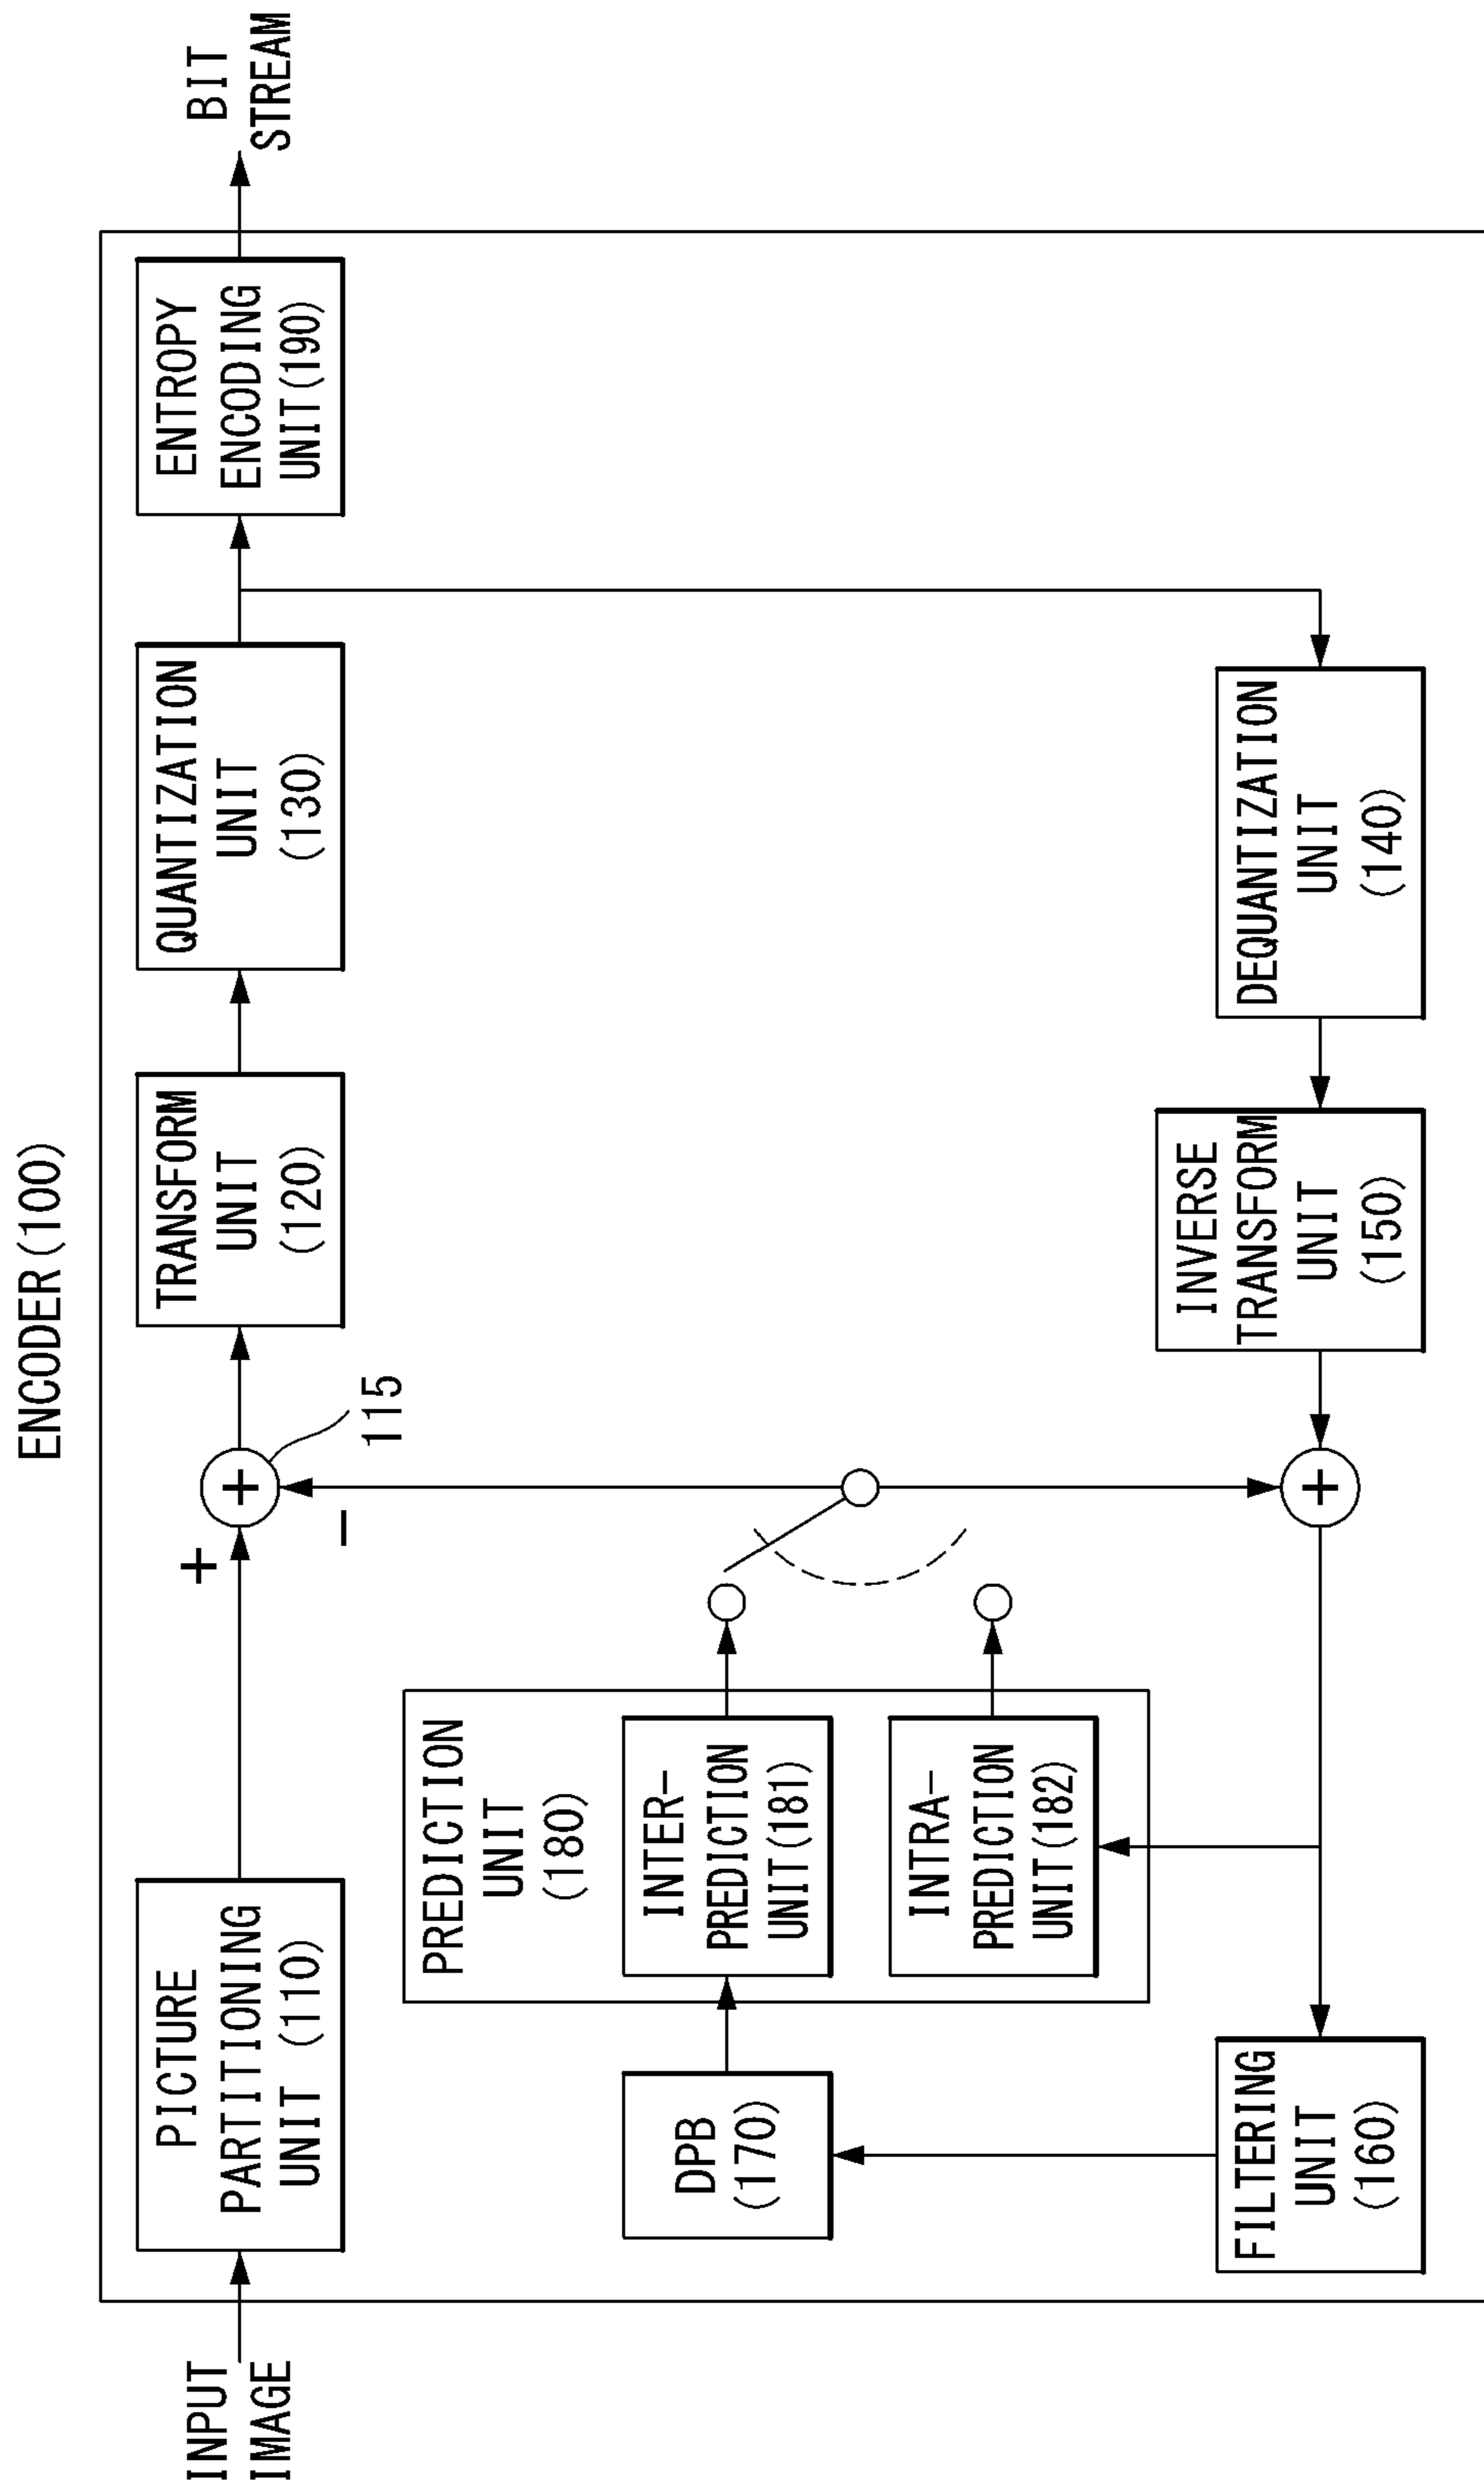 ENCODER(100)
INPUT
IMAGE
PICTURE
PARTITIONING
UNIT (110)
+
−
+
115
TRANSFORM
UNIT
(120)
QUANTIZATION
UNIT
(130)
ENTROPY
ENCODING
UNIT(190)
BIT
STREAM
PREDICTION
UNIT
(180)
DPB
(170)
INTER-
PREDICTION
UNIT(181)
INTRA-
PREDICTION
UNIT(182)
FILTERING
UNIT
(160)
+
INVERSE
TRANSFORM
UNIT
(150)
DEQUANTIZATION
UNIT
(140)